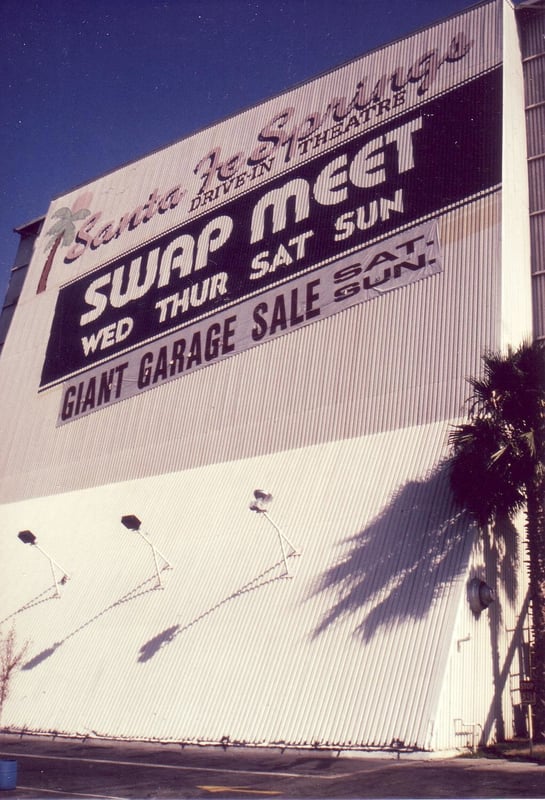 Santa Fe Springs
DRIVE-IN THEATRE
SWAP MEET
WED THUR SAT SUN
GIANT GARAGE SALE SAT.
SUN.